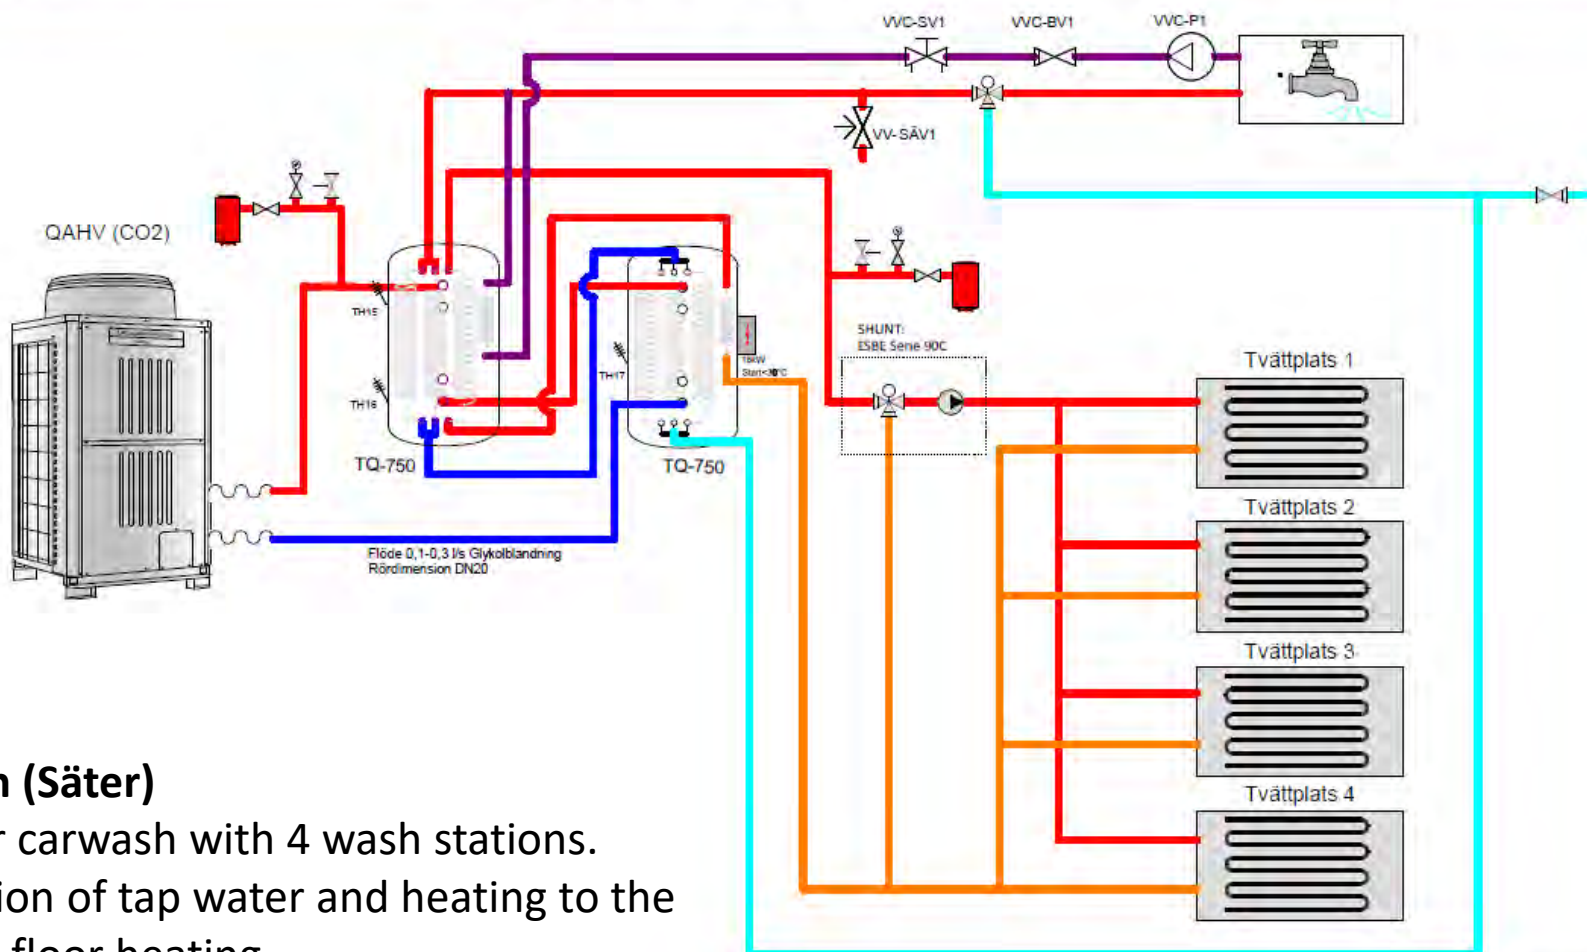 VVC-SV1
VVC-BV1
VVC-P1
VV-SÄV1
QAHV (CO2)
TH15
TH16
TH17
SHUNT:
ESBE Serie 90C
TQ-750
TQ-750
Flöde 0,1-0,3 l/s Glykolblandning
Rördimension DN20
Tvättplats 1
Tvättplats 2
Tvättplats 3
Tvättplats 4
(Säter)
carwash with 4 wash stations.
of tap water and heating to the
floor heating